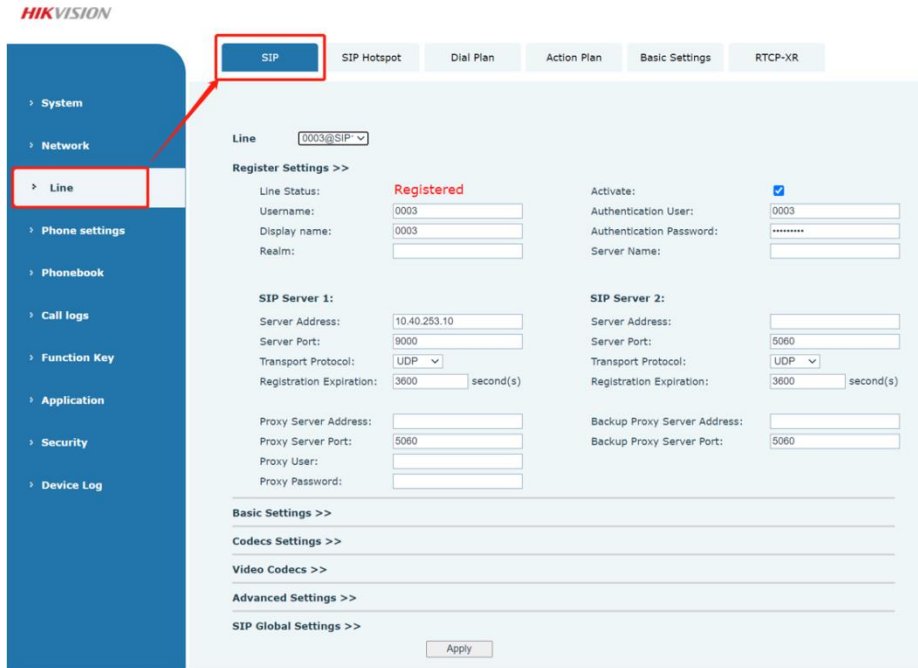 HIKVISION
SIP SIP Hotspot Dial Plan Action Plan Basic Settings RTCP-XR
› System
› Network
› Line
› Phone settings
› Phonebook
› Call logs
› Function Key
› Application
› Security
› Device Log
Line 0003@SIP
Register Settings >>
Line Status: Registered Activate:
Username: 0003 Authentication User: 0003
Display name: 0003 Authentication Password: •••••••••
Realm: Server Name:
SIP Server 1: SIP Server 2:
Server Address: 10.40.253.10 Server Address:
Server Port: 9000 Server Port: 5060
Transport Protocol: UDP Transport Protocol: UDP
Registration Expiration: 3600 second(s) Registration Expiration: 3600 second(s)
Proxy Server Address: Backup Proxy Server Address:
Proxy Server Port: 5060 Backup Proxy Server Port: 5060
Proxy User:
Proxy Password:
Basic Settings >>
Codecs Settings >>
Video Codecs >>
Advanced Settings >>
SIP Global Settings >>
Apply